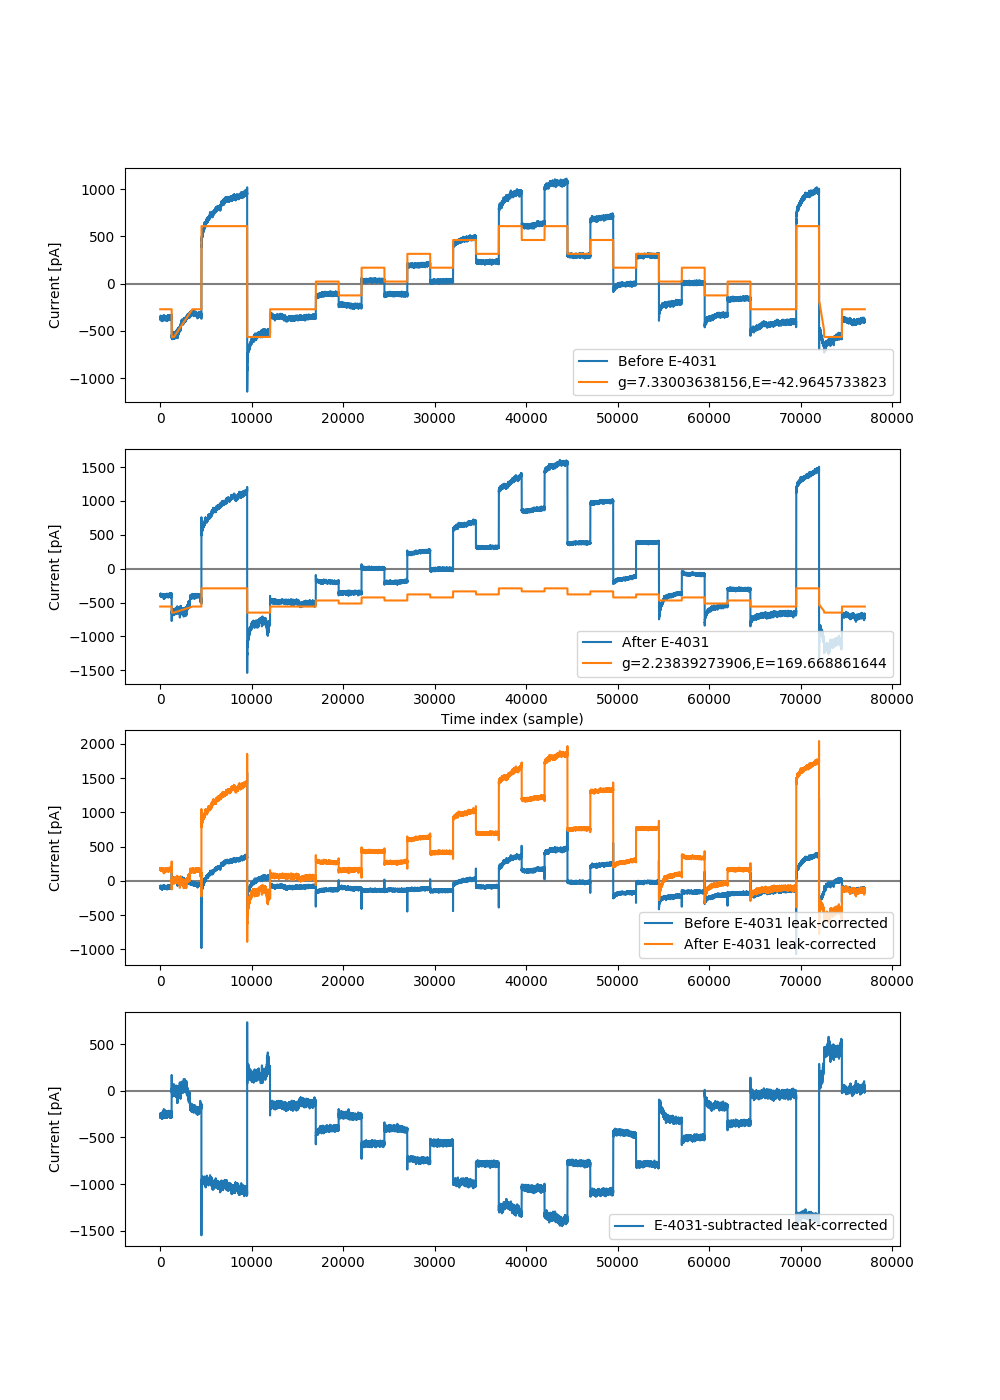 1000
500
0
−500
−1000
Current [pA]
Before E-4031
g=7.33003638156,E=-42.9645733823
0 10000 20000 30000 40000 50000 60000 70000 80000
1500
1000
500
0
−500
−1000
−1500
Current [pA]
After E-4031
g=2.23839273906,E=169.668861644
0 10000 20000 30000 40000 50000 60000 70000 80000
Time index (sample)
2000
1500
1000
500
0
−500
−1000
Current [pA]
Before E-4031 leak-corrected
After E-4031 leak-corrected
0 10000 20000 30000 40000 50000 60000 70000 80000
500
0
−500
−1000
−1500
Current [pA]
E-4031-subtracted leak-corrected
0 10000 20000 30000 40000 50000 60000 70000 80000